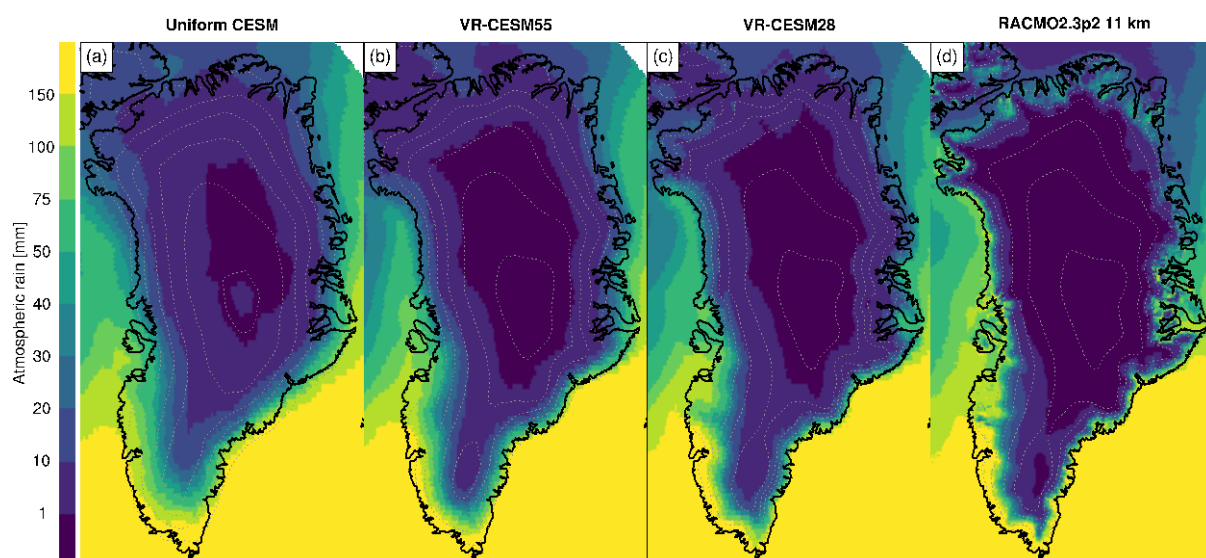 Uniform CESM
VR-CESM55
VR-CESM28
RACMO2.3p2 11 km
(a)
(b)
(c)
(d)
150
100
75
50
40
30
20
10
1
Atmospheric rain [mm]